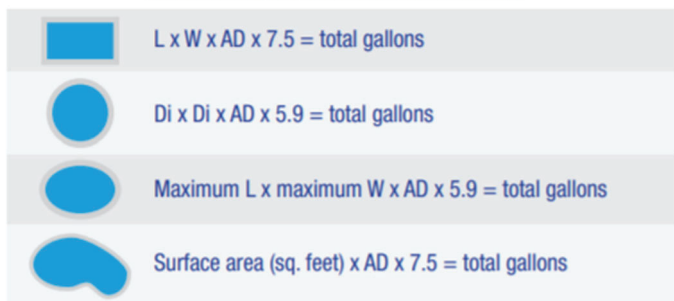 L x W x AD x 7.5 = total gallons
Di x Di x AD x 5.9 = total gallons
Maximum L x maximum W x AD x 5.9 = total gallons
Surface area (sq. feet) x AD x 7.5 = total gallons